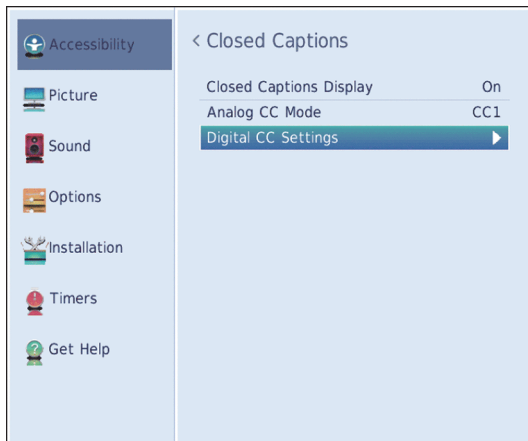 Accessibility
Picture
Sound
Options
Installation
Timers
Get Help
< Closed Captions
Closed Captions Display On
Analog CC Mode CC1
Digital CC Settings